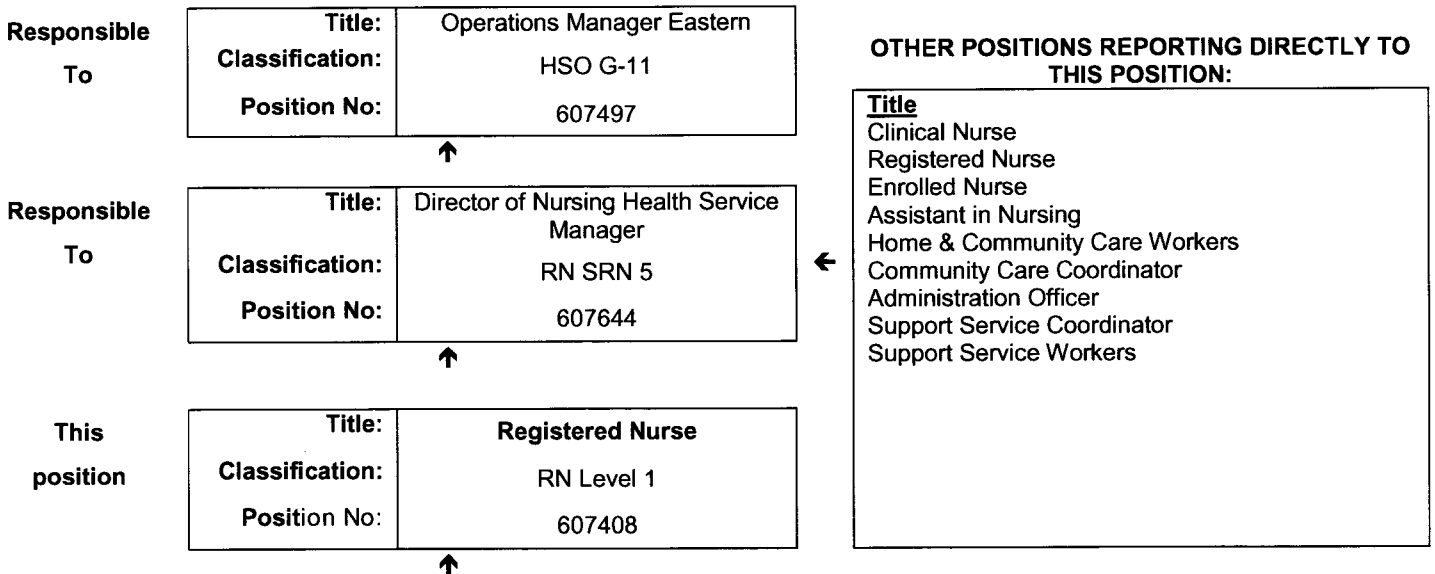 Responsible
To
Title: Operations Manager Eastern
Classification: HSO G-11
Position No: 607497
Responsible
To
Title: Director of Nursing Health Service
Manager
Classification: RN SRN 5
Position No: 607644
This
position
Title: Registered Nurse
Classification: RN Level 1
Position No: 607408
OTHER POSITIONS REPORTING DIRECTLY TO
THIS POSITION:
Title
Clinical Nurse
Registered Nurse
Enrolled Nurse
Assistant in Nursing
Home & Community Care Workers
Community Care Coordinator
Administration Officer
Support Service Coordinator
Support Service Workers